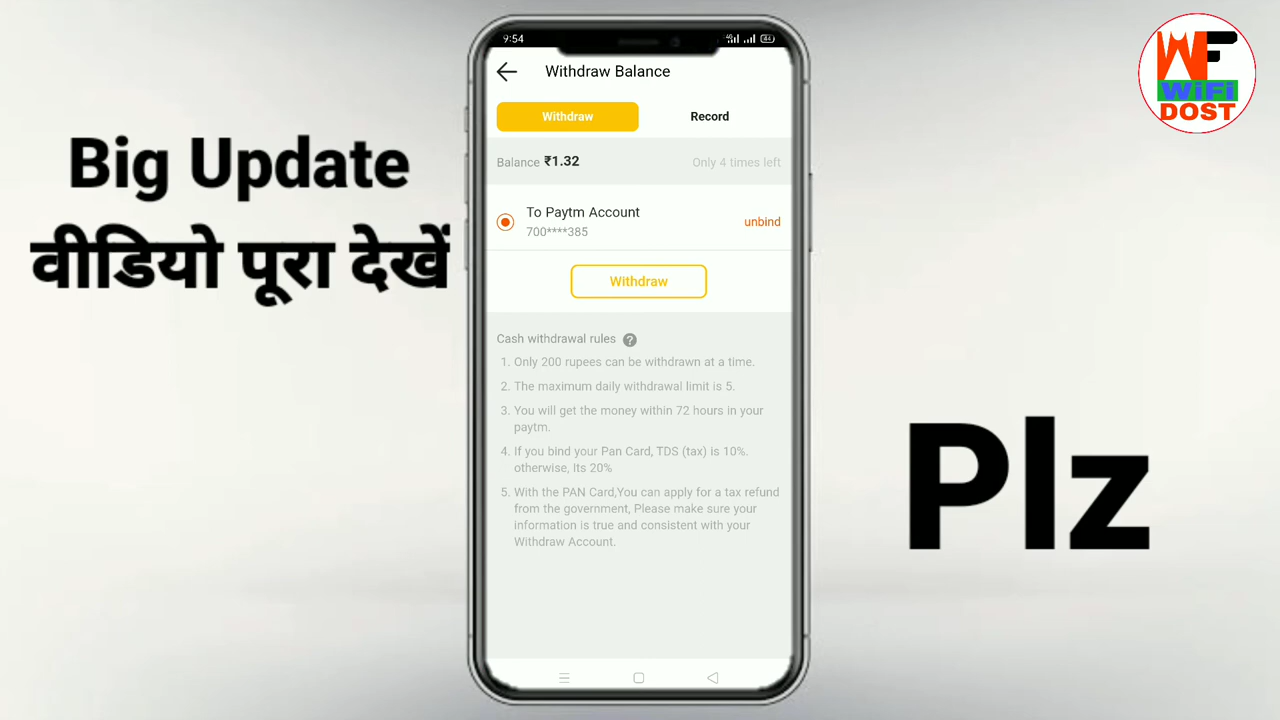 Big Update
वीडियो पूरा देखें
Plz
WF
WiFi
DOST
9:54
4G
84
Withdraw Balance
Withdraw
Record
Balance ₹1.32
Only 4 times left
To Paytm Account
unbind
700****385
Withdraw
Cash withdrawal rules ?
1. Only 200 rupees can be withdrawn at a time.
2. The maximum daily withdrawal limit is 5.
3. You will get the money within 72 hours in your
paytm.
4. If you bind your Pan Card, TDS (tax) is 10%.
otherwise, Its 20%
5. With the PAN Card,You can apply for a tax refund
from the government, Please make sure your
information is true and consistent with your
Withdraw Account.